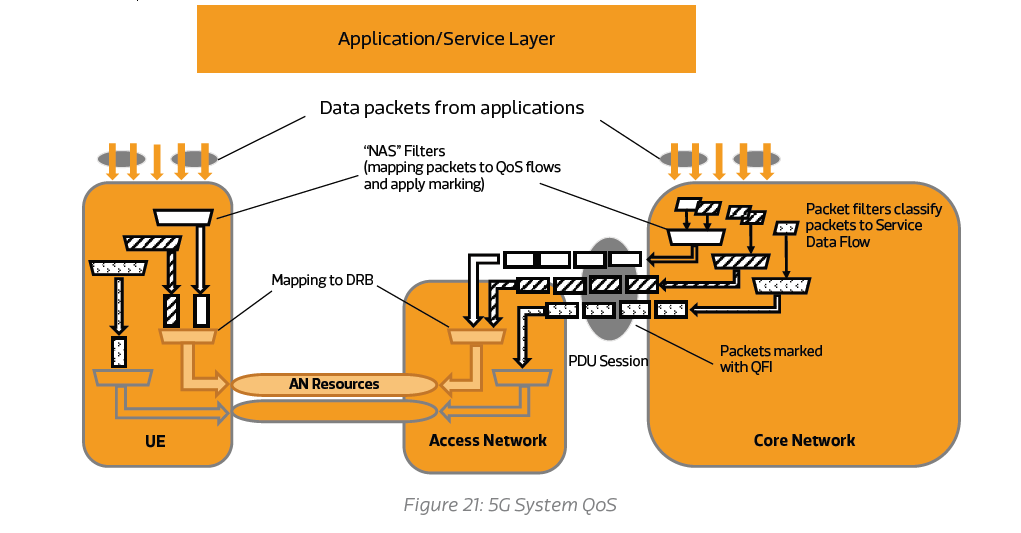 Application/Service Layer
Data packets from applications
“NAS” Filters
(mapping packets to QoS flows
and apply marking)
Packet filters classify
packets to Service
Data Flow
Mapping to DRB
PDU Session
Packets marked
with QFI
AN Resources
UE
Access Network
Core Network
Figure 21: 5G System QoS